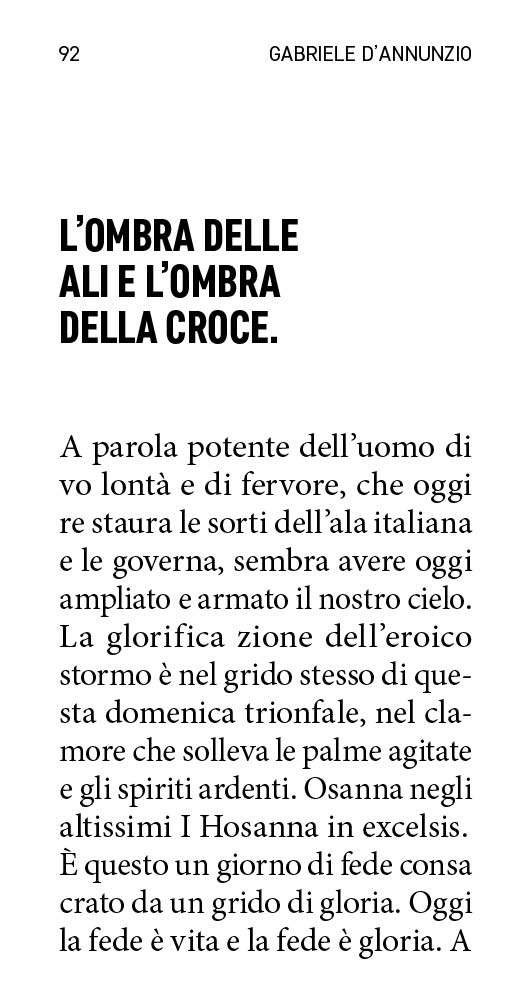 92 GABRIELE D’ANNUNZIO
L’OMBRA DELLE
ALI E L’OMBRA
DELLA CROCE.
A parola potente dell’uomo di
vo lontà e di fervore, che oggi
re staura le sorti dell’ala italiana
e le governa, sembra avere oggi
ampliato e armato il nostro cielo.
La glorifica zione dell’eroico
stormo è nel grido stesso di que-
sta domenica trionfale, nel cla-
more che solleva le palme agitate
e gli spiriti ardenti. Osanna negli
altissimi I Hosanna in excelsis.
È questo un giorno di fede consa
crato da un grido di gloria. Oggi
la fede è vita e la fede è gloria. A